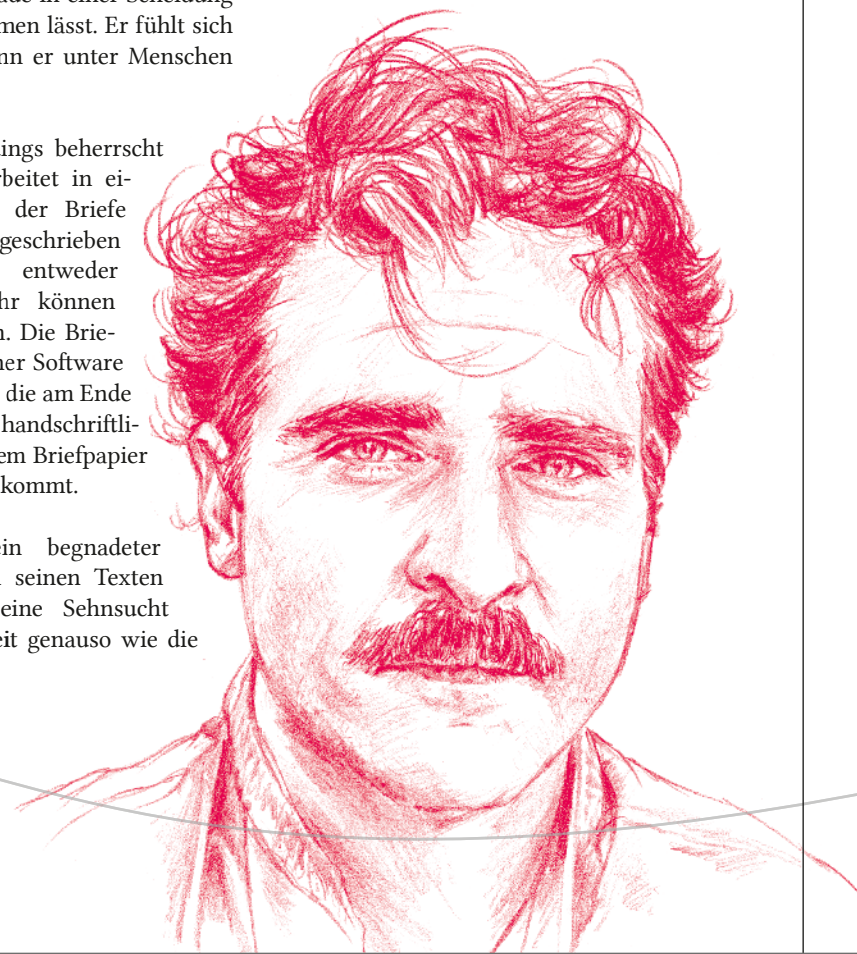 men lässt. Er fühlt sich
nn er unter Menschen
ings beherrscht
rbeitet in ei-
der Briefe
geschrieben
entweder
hr können
n. Die Brie-
ner Software
die am Ende
handschriftli-
em Briefpapier
kommt.
ein begnadeter
seinen Texten
eine Sehnsucht
eit genauso wie die